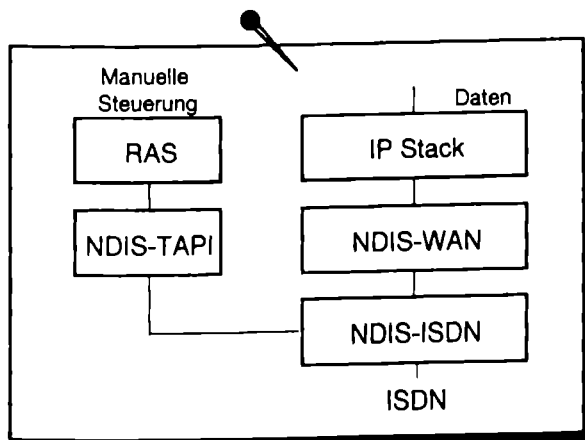 Manuelle
Steuerung
RAS
NDIS-TAPI
Daten
IP Stack
NDIS-WAN
NDIS-ISDN
ISDN